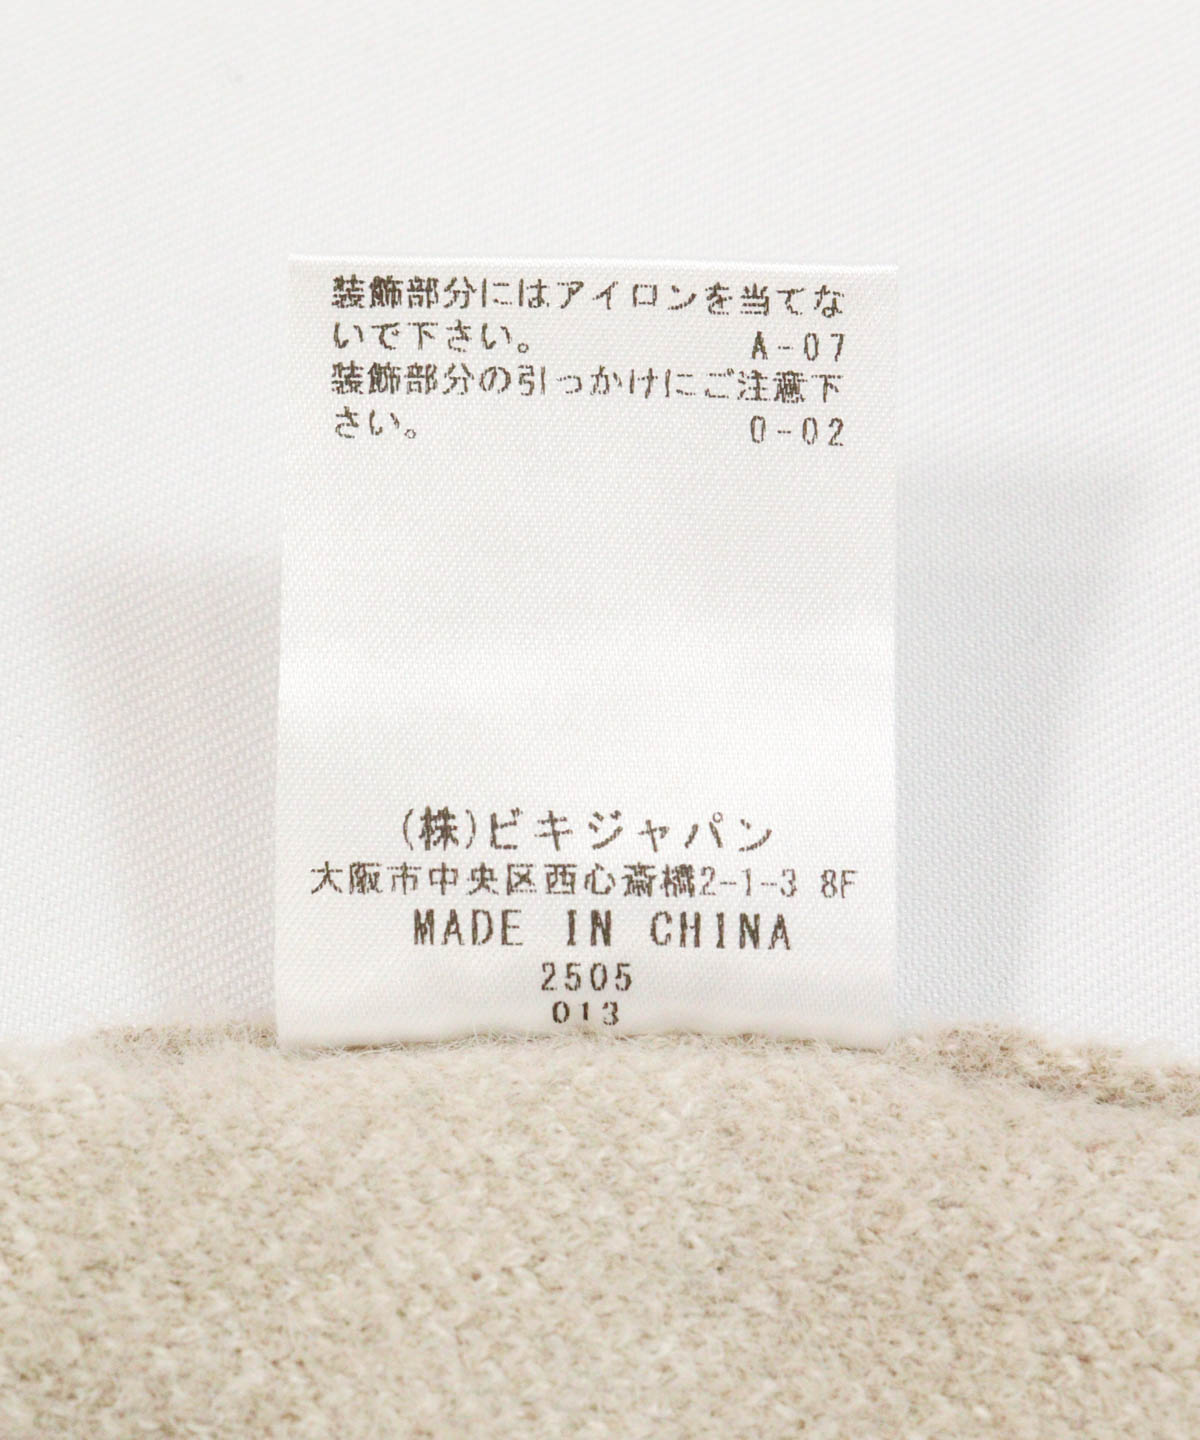 装飾部分にはアイロンを当てな
いで下さい。 A-07
装飾部分の引っかけにご注意下
さい。 0-02
(株)ビキジャパン
大阪市中央区西心斎橋2-1-3 8F
MADE IN CHINA
2505
013